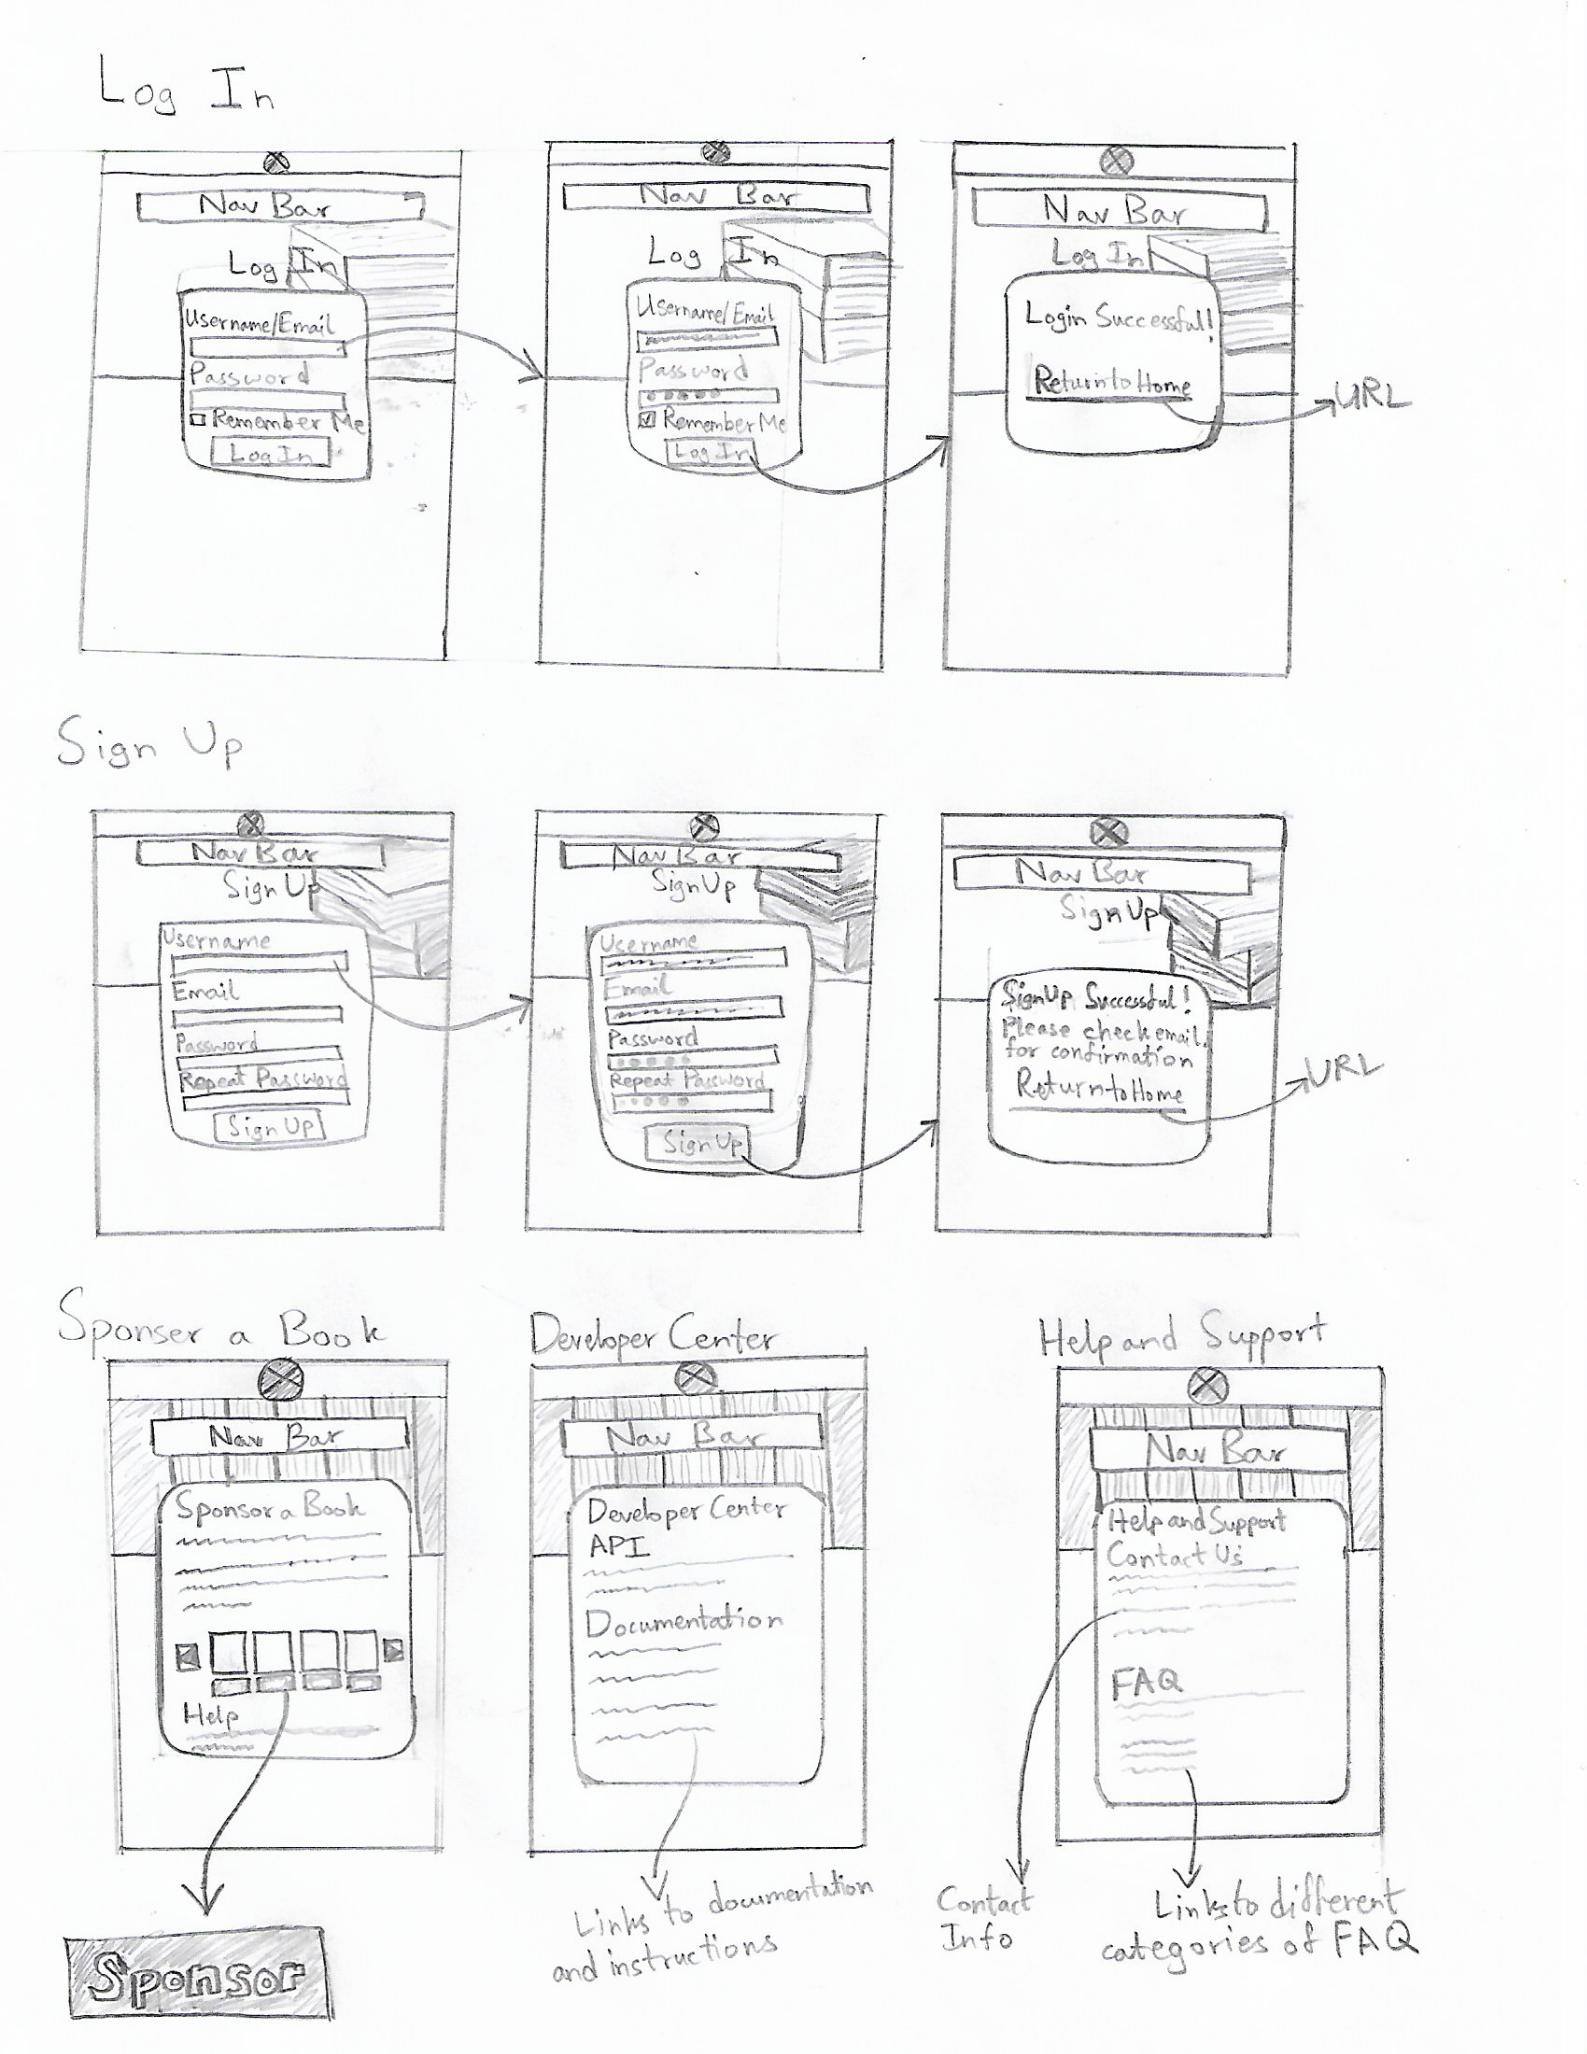 Log In
Nav Bar
Log In
Username/Email
Password
Remember Me
Log In
Nav Bar
Log In
Username/Email
Password
Remember Me
Log In
Nav Bar
Log In
Login Successful!
Return to Home
URL
Sign Up
Nav Bar
Sign Up
Username
Email
Password
Repeat Password
Sign Up
Nav Bar
Sign Up
Username
Email
Password
Repeat Password
Sign Up
Nav Bar
Sign Up
SignUp Successful!
Please check email
for confirmation
Return to Home
URL
Sponser a Book
Nav Bar
Sponsor a Book
Help
Sponsor
Developer Center
Nav Bar
Developer Center
API
Documentation
Links to documentation
and instructions
Help and Support
Nav Bar
Help and Support
Contact Us
FAQ
Contact
Info
Links to different
categories of FAQ